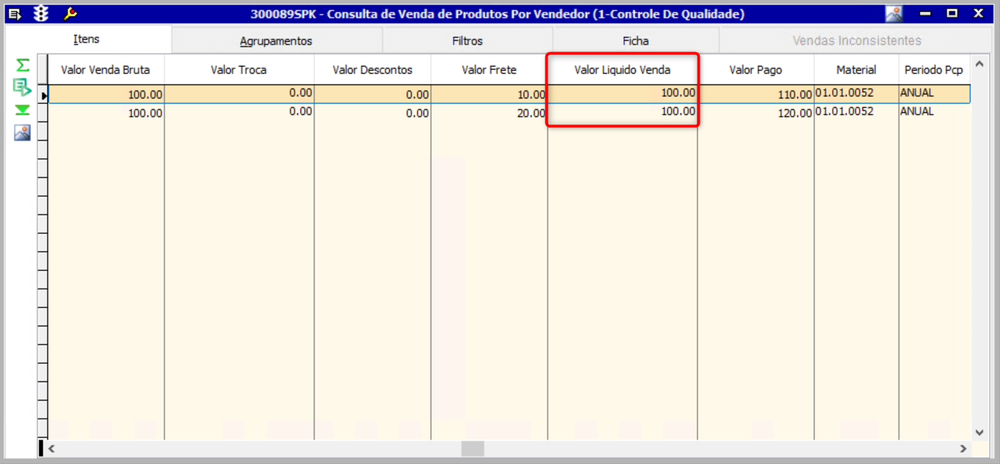 300089SPK - Consulta de Venda de Produtos Por Vendedor (1-Controle De Qualidade)
Itens Agrupamentos Filtros Ficha Vendas Inconsistentes
Valor Venda Bruta Valor Troca Valor Descontos Valor Frete Valor Liquido Venda Valor Pago Material Periodo Pcp
100.00 0.00 0.00 10.00 100.00 110.00 01.01.0052 ANUAL
100.00 0.00 0.00 20.00 100.00 120.00 01.01.0052 ANUAL